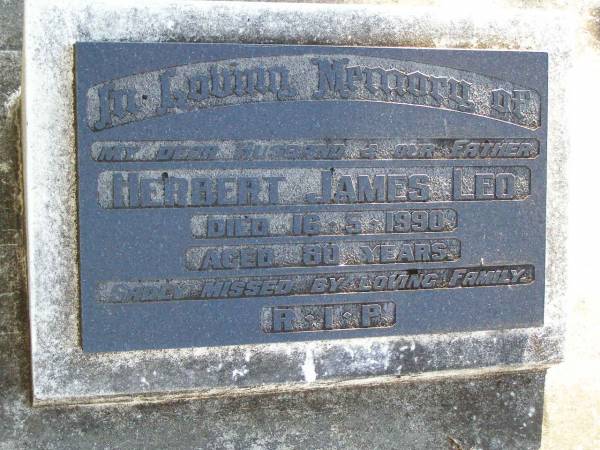 In Loving Memory of
MY DEAR HUSBAND & OUR FATHER
HERBERT JAMES LEO
DIED 16·5·1990
AGED 80 YEARS
SADLY MISSED BY LOVING FAMILY
R·I·P